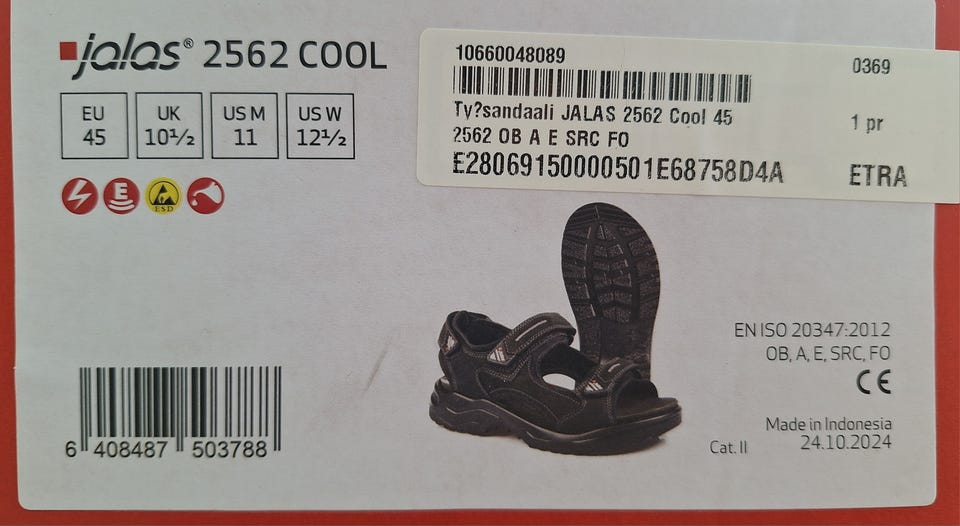 jalas® 2562 COOL
EU 45
UK 10½
US M 11
US W 12½
E
ESD
10660048089
0369
Ty?sandaali JALAS 2562 Cool 45
1 pr
2562 OB A E SRC FO
E28069150000501E68758D4A
ETRA
EN ISO 20347:2012
OB, A, E, SRC, FO
CE
Made in Indonesia
Cat. II
24.10.2024
6 408487 503788